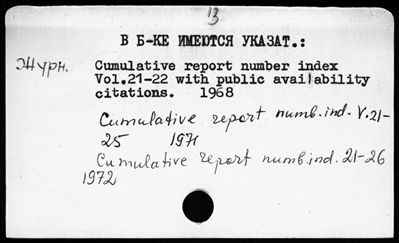 13
В Б-КЕ ИМЕЮТСЯ УКАЗАТ.:
Журн.
Cumulative report number index
Vol.21-22 with public availability
citations. 1968
Cumulative report numb.ind. V.21-
25 1971
Cumulative report numb.ind. 21-26
1972